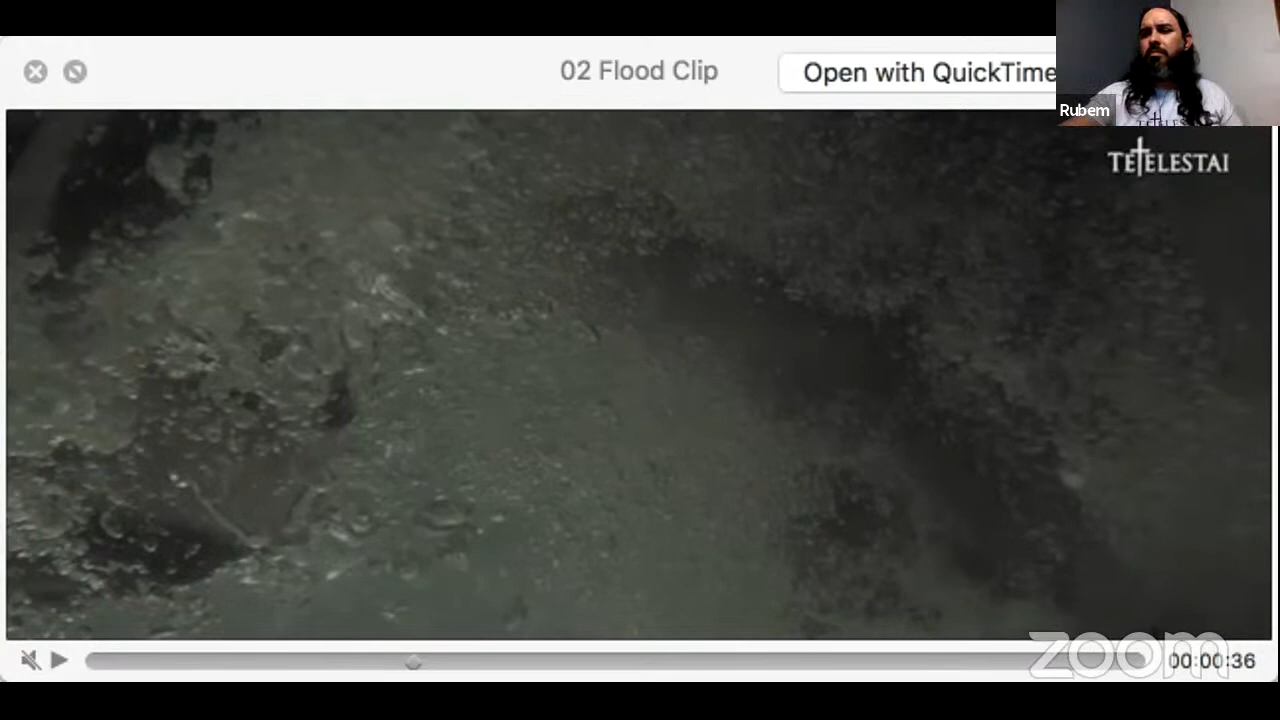 02 Flood Clip
Open with QuickTime
Rubem
TETELESTAI
zoom
00:00:36